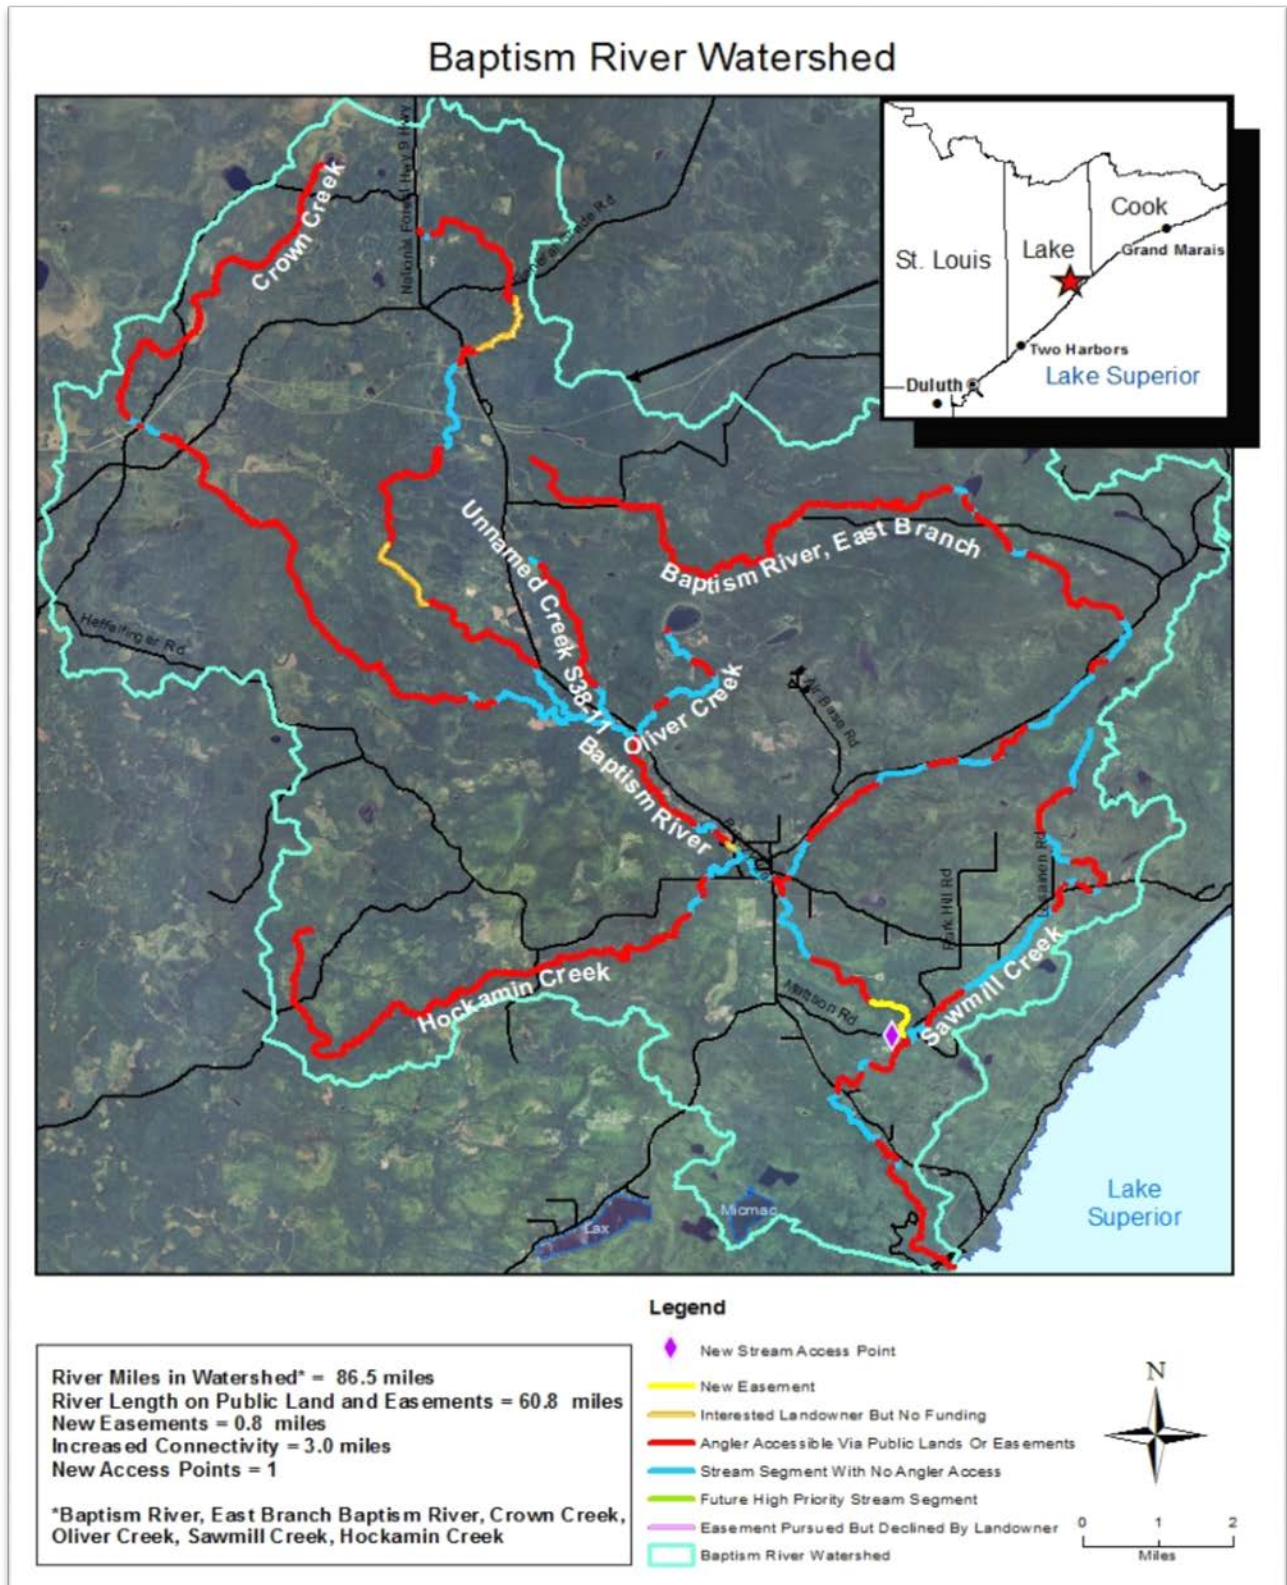 Baptism River Watershed
National Forest Hwy 9 Hwy
Crown Creek
Grade Rd
Cook
Grand Marais
Lake
St. Louis
Two Harbors
Lake Superior
Duluth
Unnamed Creek S38-11
Baptism River, East Branch
Heffelfinger Rd
Oliver Creek
Air Base Rd
Baptism River
Park Hill Rd
Rd
Sawmill Creek
Hockamin Creek
Mattson Rd
Lax
Micmac
Lake
Superior
Legend
New Stream Access Point
New Easement
Interested Landowner But No Funding
Angler Accessible Via Public Lands Or Easements
Stream Segment With No Angler Access
Future High Priority Stream Segment
Easement Pursued But Declined By Landowner
Baptism River Watershed
River Miles in Watershed* = 86.5 miles
River Length on Public Land and Easements = 60.8 miles
New Easements = 0.8 miles
Increased Connectivity = 3.0 miles
New Access Points = 1
*Baptism River, East Branch Baptism River, Crown Creek,
Oliver Creek, Sawmill Creek, Hockamin Creek
N
0 1 2
Miles